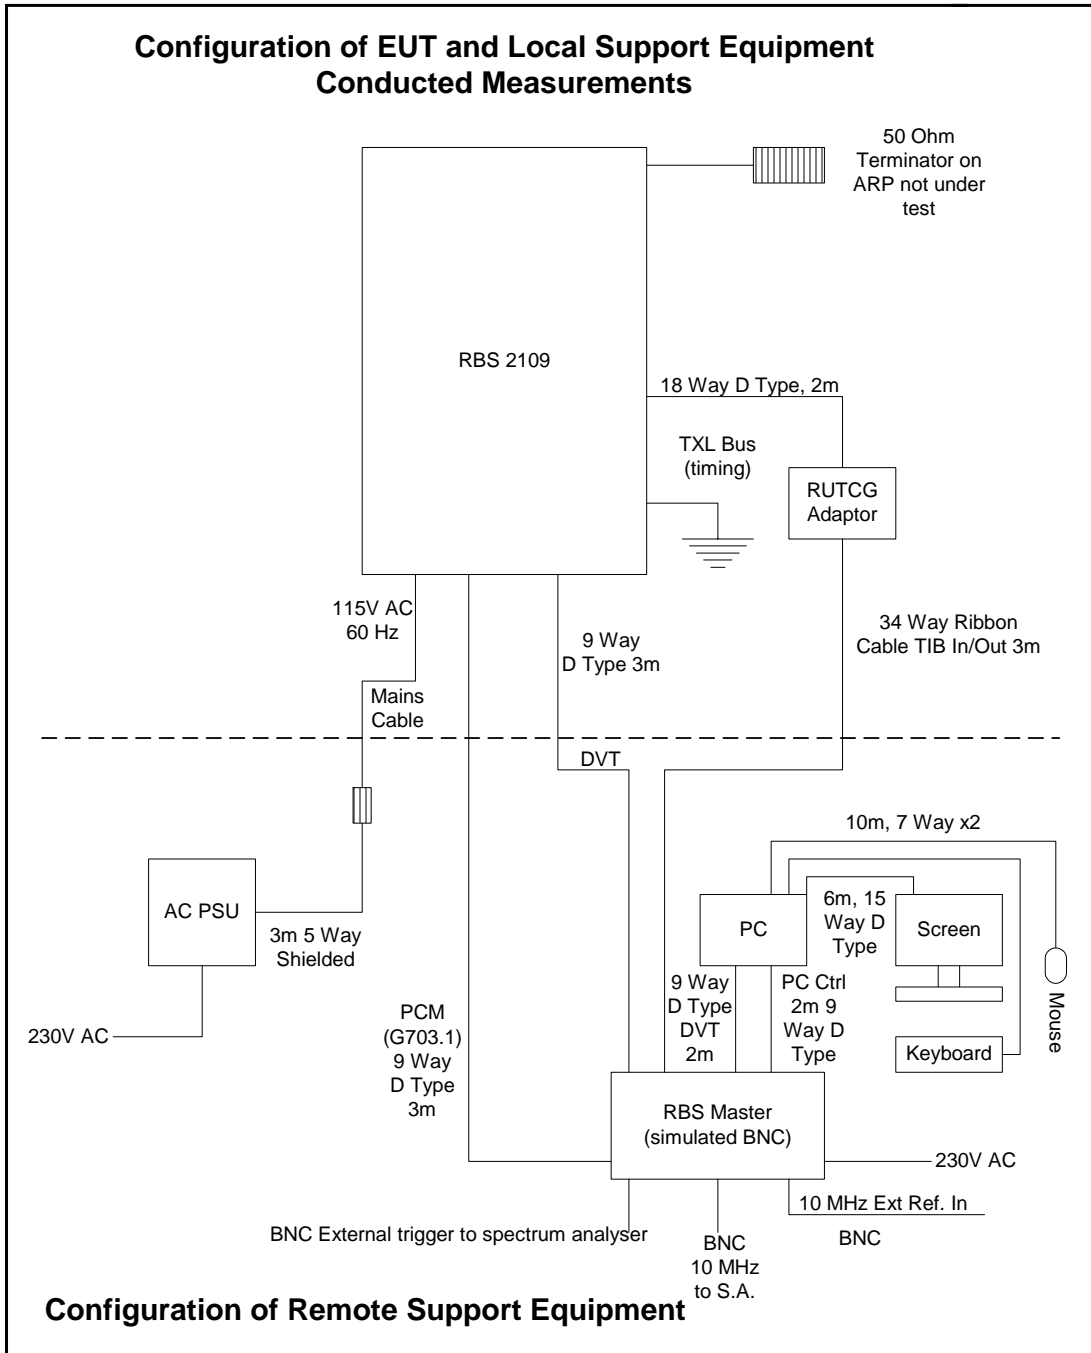 Configuration of EUT and Local Support Equipment
Conducted Measurements
50 Ohm
Terminator on
ARP not under
test
RBS 2109
18 Way D Type, 2m
TXL Bus
(timing)
RUTCG
Adaptor
115V AC
60 Hz
9 Way
D Type 3m
34 Way Ribbon
Cable TIB In/Out 3m
Mains
Cable
DVT
10m, 7 Way x2
AC PSU
3m 5 Way
Shielded
230V AC
PC
6m, 15
Way D
Type
Screen
Mouse
Keyboard
9 Way
D Type
DVT
2m
PC Ctrl
2m 9
Way D
Type
PCM
(G703.1)
9 Way
D Type
3m
RBS Master
(simulated BNC)
230V AC
10 MHz Ext Ref. In
BNC
BNC External trigger to spectrum analyser
BNC
10 MHz
to S.A.
Configuration of Remote Support Equipment